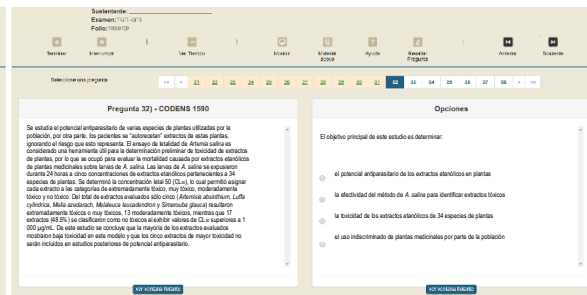 Sustentante:
Examen:
Folio:
Terminar
Interrumpir
Ver Tiempo
Monitor
Material apoyo
Ayuda
Resaltar Pregunta
Anterior
Siguiente
Seleccione una pregunta
<< < 21 22 23 24 25 26 27 28 29 30 31 32 33 34 35 36 37 38 > >>
Pregunta 32) - CODENS 1590
Se estudia el potencial antiparasitario de varias especies de plantas utilizadas por la
población, por otra parte, los pacientes se "autorecetan" extractos de estas plantas,
ignorando el riesgo que esto representa. El ensayo de letalidad de Artemia salina es
considerado una herramienta útil para la determinación preliminar de toxicidad de extractos
de plantas, por lo que se ocupó para evaluar la mortalidad causada por extractos etanólicos
de plantas medicinales sobre larvas de A. salina. Las larvas de A. salina se expusieron
durante 24 horas a cinco concentraciones de extractos etanólicos pertenecientes a 34
especies de plantas. Se determinó la concentración letal 50 (CL₅₀), lo cual permitió asignar
cada extracto a las categorías de extremadamente tóxico, muy tóxico, moderadamente
tóxico y no tóxico. Del total de extractos evaluados sólo cinco (Artemisia absinthium, Luffa
cylindrica, Melia azedarach, Melaleuca leucadendron y Simarouba glauca) resultaron
extremadamente tóxicos o muy tóxicos, 13 moderadamente tóxicos, mientras que 17
extractos (48.5%) se clasificaron como no tóxicos al exhibir valores de CL₅₀ superiores a 1
000 µg/mL. De este estudio se concluye que la mayoría de los extractos evaluados
mostraron baja toxicidad en este modelo y que los cinco extractos de mayor toxicidad no
serán incluidos en estudios posteriores de potencial antiparasitario.
Ver ventana flotante
Opciones
El objetivo principal de este estudio es determinar:
el potencial antiparasitario de los extractos etanólicos en plantas
la efectividad del método de A. salina para identificar extractos tóxicos
la toxicidad de los extractos etanólicos de 34 especies de plantas
el uso indiscriminado de plantas medicinales por parte de la población
Ver ventana flotante